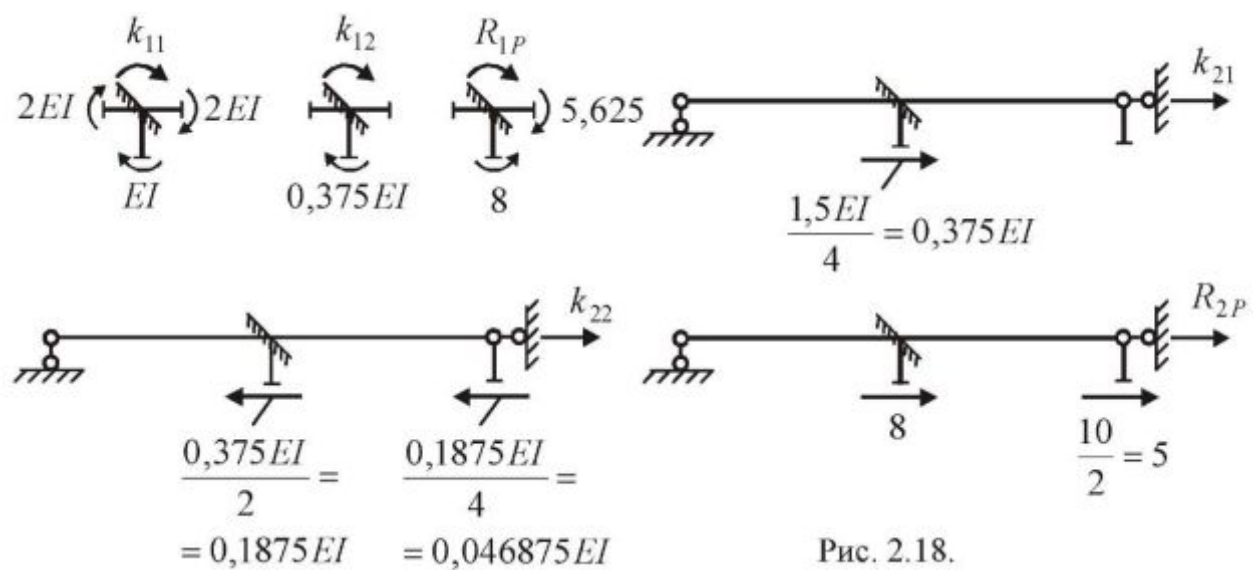 k₁₁ k₁₂ R₁P
2EI 2EI 5,625
EI 0,375EI 8
k₂₁
1,5EI/4 = 0,375EI
k₂₂
0,375EI/2 =
= 0,1875EI
0,1875EI/4 =
= 0,046875EI
R₂P
8
10/2 = 5
Рис. 2.18.